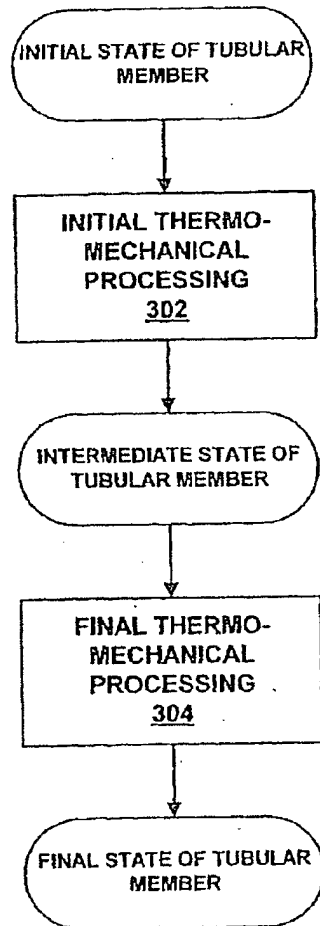 INITIAL STATE OF TUBULAR
MEMBER
INITIAL THERMO-
MECHANICAL
PROCESSING
302
INTERMEDIATE STATE OF
TUBULAR MEMBER
FINAL THERMO-
MECHANICAL
PROCESSING
304
FINAL STATE OF TUBULAR
MEMBER